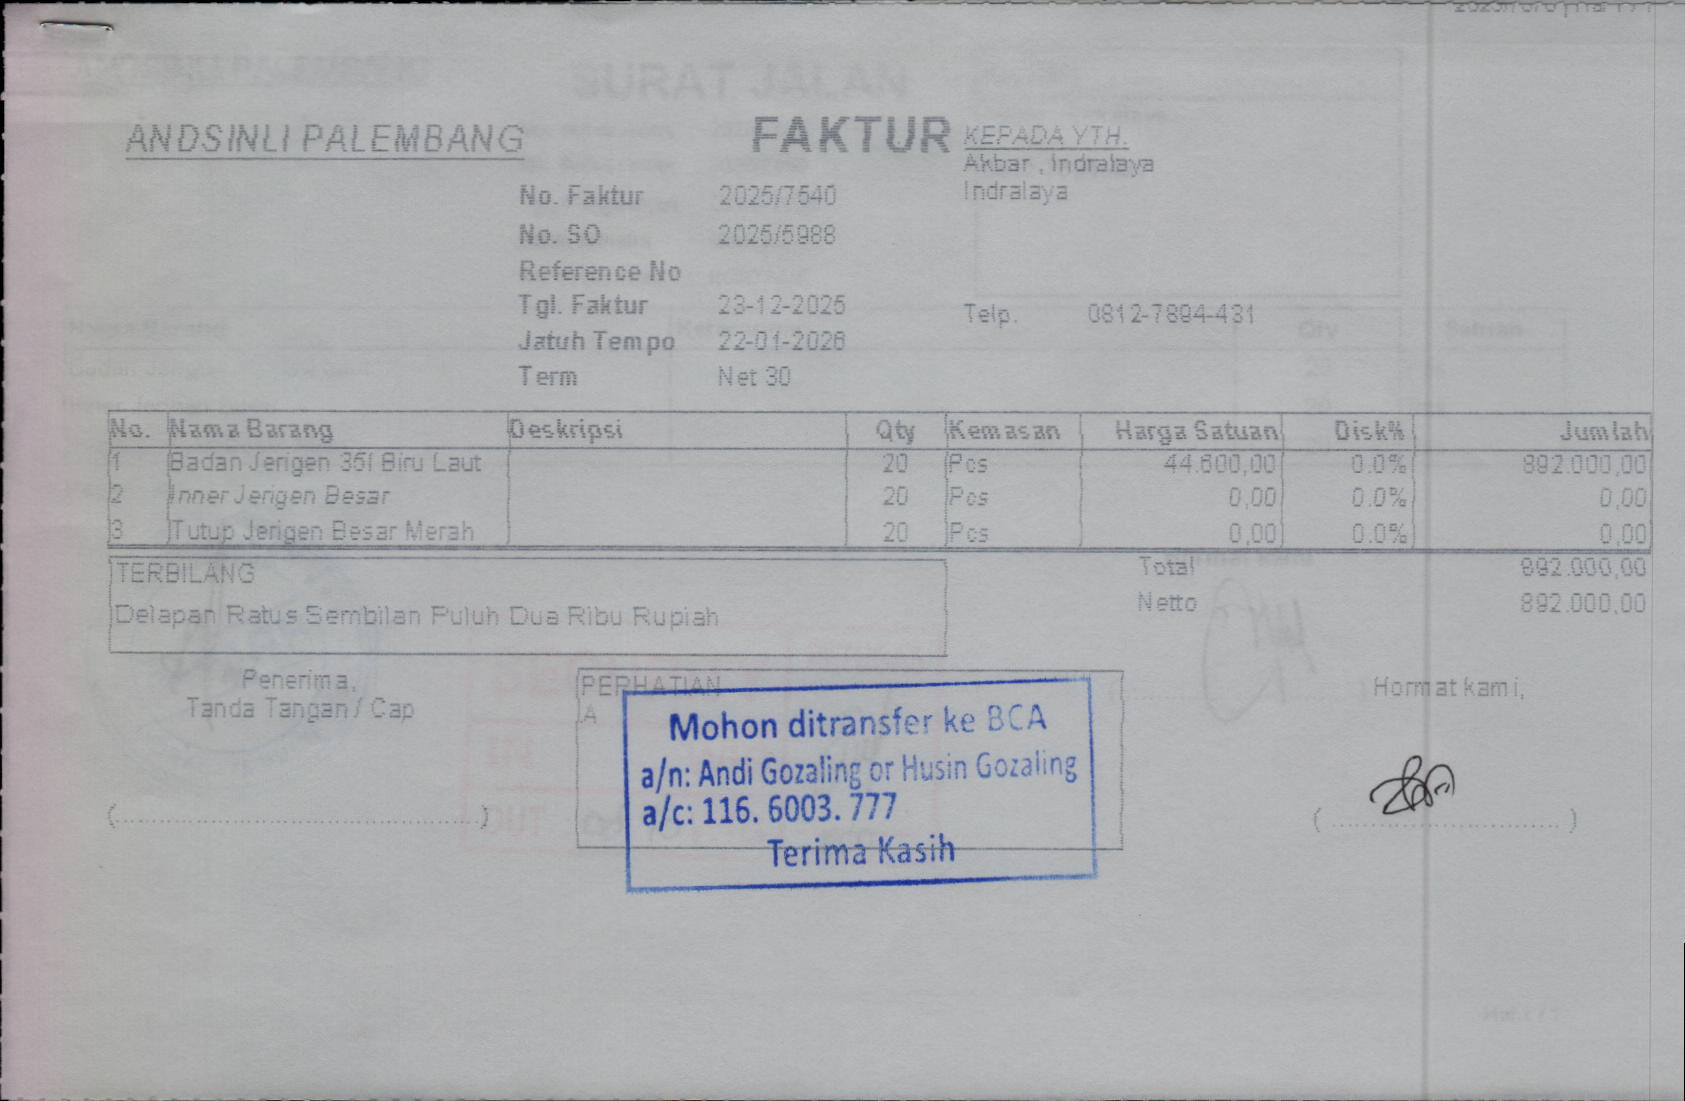 ANDSINLI PALEMBANG
FAKTUR
KEPADA YTH.
Akbar , Indralaya
Indralaya
No. Faktur 2025/7540
No. SO 2025/5988
Reference No
Tgl. Faktur 23-12-2025
Jatuh Tempo 22-01-2026
Term Net 30
Telp. 0812-7894-431
No. Nama Barang Deskripsi Qty Kemasan Harga Satuan Disk% Jumlah
1 Badan Jerigen 35l Biru Laut 20 Pcs 44.600,00 0.0% 892.000,00
2 Inner Jerigen Besar 20 Pcs 0,00 0.0% 0,00
3 Tutup Jerigen Besar Merah 20 Pcs 0,00 0.0% 0,00
TERBILANG
Delapan Ratus Sembilan Puluh Dua Ribu Rupiah
Total 892.000,00
Netto 892.000,00
Penerima,
Tanda Tangan / Cap
PERHATIAN
A
Mohon ditransfer ke BCA
a/n: Andi Gozaling or Husin Gozaling
a/c: 116. 6003. 777
Terima Kasih
Hormat kami,
(........................................)
(..............................)
SURAT JALAN
Qty
Satuan
OUT